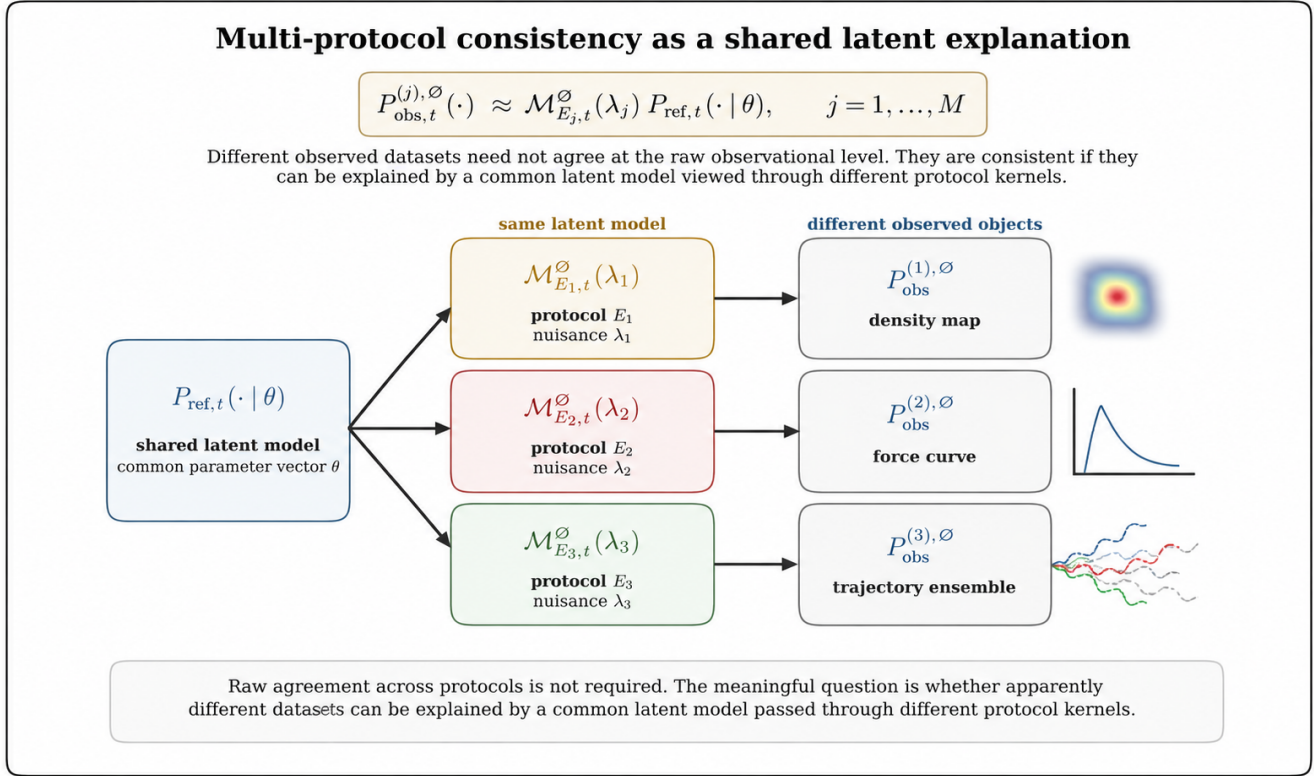 Multi-protocol consistency as a shared latent explanation
P_{obs,t}^{(j),∅}(·) ≈ ℳ_{E_j,t}^{∅}(λ_j) P_{ref,t}(· | θ), j = 1, ..., M
Different observed datasets need not agree at the raw observational level. They are consistent if they
can be explained by a common latent model viewed through different protocol kernels.
same latent model
different observed objects
P_{ref,t}(· | θ)
shared latent model
common parameter vector θ
ℳ_{E_1,t}^{∅}(λ_1)
protocol E_1
nuisance λ_1
P_{obs}^{(1),∅}
density map
ℳ_{E_2,t}^{∅}(λ_2)
protocol E_2
nuisance λ_2
P_{obs}^{(2),∅}
force curve
ℳ_{E_3,t}^{∅}(λ_3)
protocol E_3
nuisance λ_3
P_{obs}^{(3),∅}
trajectory ensemble
Raw agreement across protocols is not required. The meaningful question is whether apparently
different datasets can be explained by a common latent model passed through different protocol kernels.